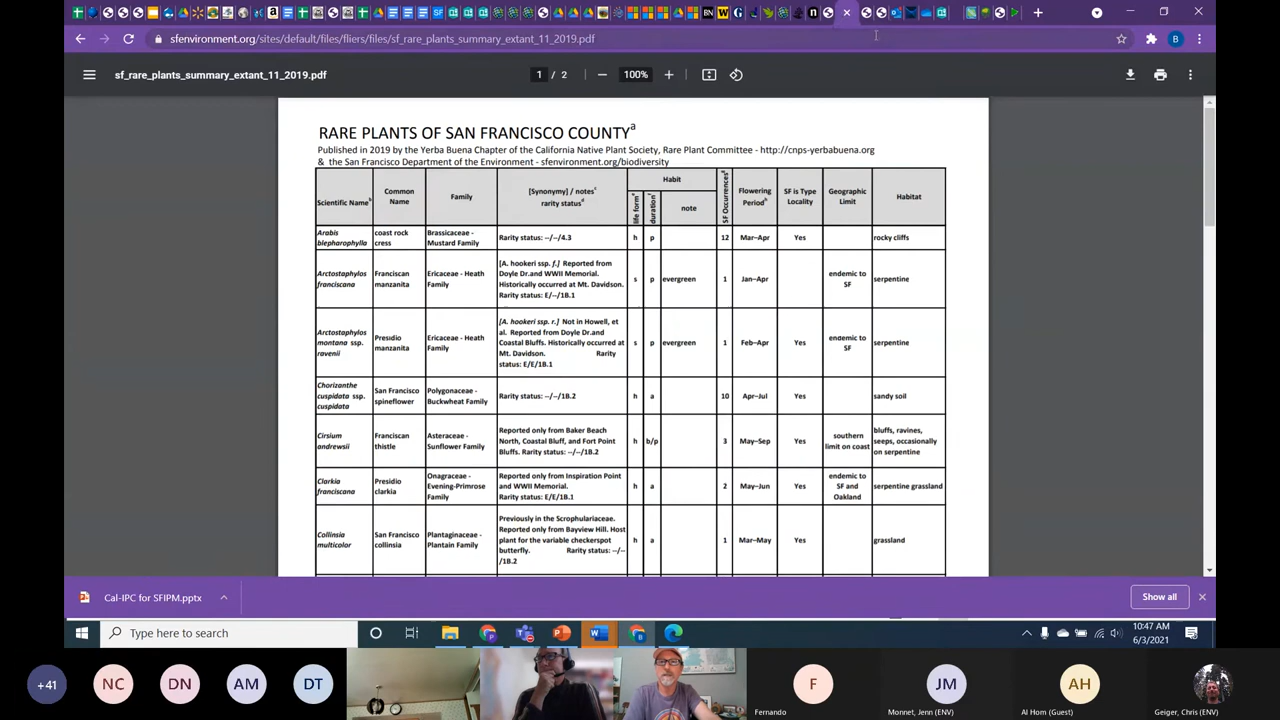 sfenvironment.org/sites/default/files/fliers/files/sf_rare_plants_summary_extant_11_2019.pdf
sf_rare_plants_summary_extant_11_2019.pdf
1 / 2
100%
RARE PLANTS OF SAN FRANCISCO COUNTYa
Published in 2019 by the Yerba Buena Chapter of the California Native Plant Society, Rare Plant Committee - http://cnps-yerbabuena.org
& the San Francisco Department of the Environment - sfenvironment.org/biodiversity
Scientific Nameb
Common
Name
Family
[Synonymy] / notesc
rarity statusd
Habit
life forme
durationf
note
SF Occurrencesg
Flowering
Periodh
SF is Type
Locality
Geographic
Limit
Habitat
Arabis
blepharophylla
coast rock
cress
Brassicaceae -
Mustard Family
Rarity status: --/--/4.3
h
p
12
Mar–Apr
Yes
rocky cliffs
Arctostaphylos
franciscana
Franciscan
manzanita
Ericaceae - Heath
Family
[A. hookeri ssp. f.] Reported from
Doyle Dr.and WWII Memorial.
Historically occurred at Mt. Davidson.
Rarity status: E/--/1B.1
s
p
evergreen
1
Jan–Apr
endemic to
SF
serpentine
Arctostaphylos
montana ssp.
ravenii
Presidio
manzanita
Ericaceae - Heath
Family
[A. hookeri ssp. r.] Not in Howell, et
al. Reported from Doyle Dr.and
Coastal Bluffs. Historically occurred at
Mt. Davidson. Rarity
status: E/E/1B.1
s
p
evergreen
1
Feb–Apr
Yes
endemic to
SF
serpentine
Chorizanthe
cuspidata ssp.
cuspidata
San Francisco
spineflower
Polygonaceae -
Buckwheat Family
Rarity status: --/--/1B.2
h
a
10
Apr–Jul
Yes
sandy soil
Cirsium
andrewsii
Franciscan
thistle
Asteraceae -
Sunflower Family
Reported only from Baker Beach
North, Coastal Bluff, and Fort Point
Bluffs. Rarity status: --/--/1B.2
h
b/p
3
May–Sep
Yes
southern
limit on coast
bluffs, ravines,
seeps, occasionally
on serpentine
Clarkia
franciscana
Presidio
clarkia
Onagraceae -
Evening-Primrose
Family
Reported only from Inspiration Point
and WWII Memorial.
Rarity status: E/E/1B.1
h
a
2
May–Jun
Yes
endemic to
SF and
Oakland
serpentine grassland
Collinsia
multicolor
San Francisco
collinsia
Plantaginaceae -
Plantain Family
Previously in the Scrophulariaceae.
Reported only from Bayview Hill. Host
plant for the variable checkerspot
butterfly. Rarity status: --/--
/1B.2
h
a
1
Mar–May
Yes
grassland
Cal-IPC for SFIPM.pptx
Show all
Type here to search
10:47 AM
6/3/2021
+41
NC
DN
AM
DT
F
Fernando
JM
Monnet, Jenn (ENV)
AH
Al Hom (Guest)
Geiger, Chris (ENV)